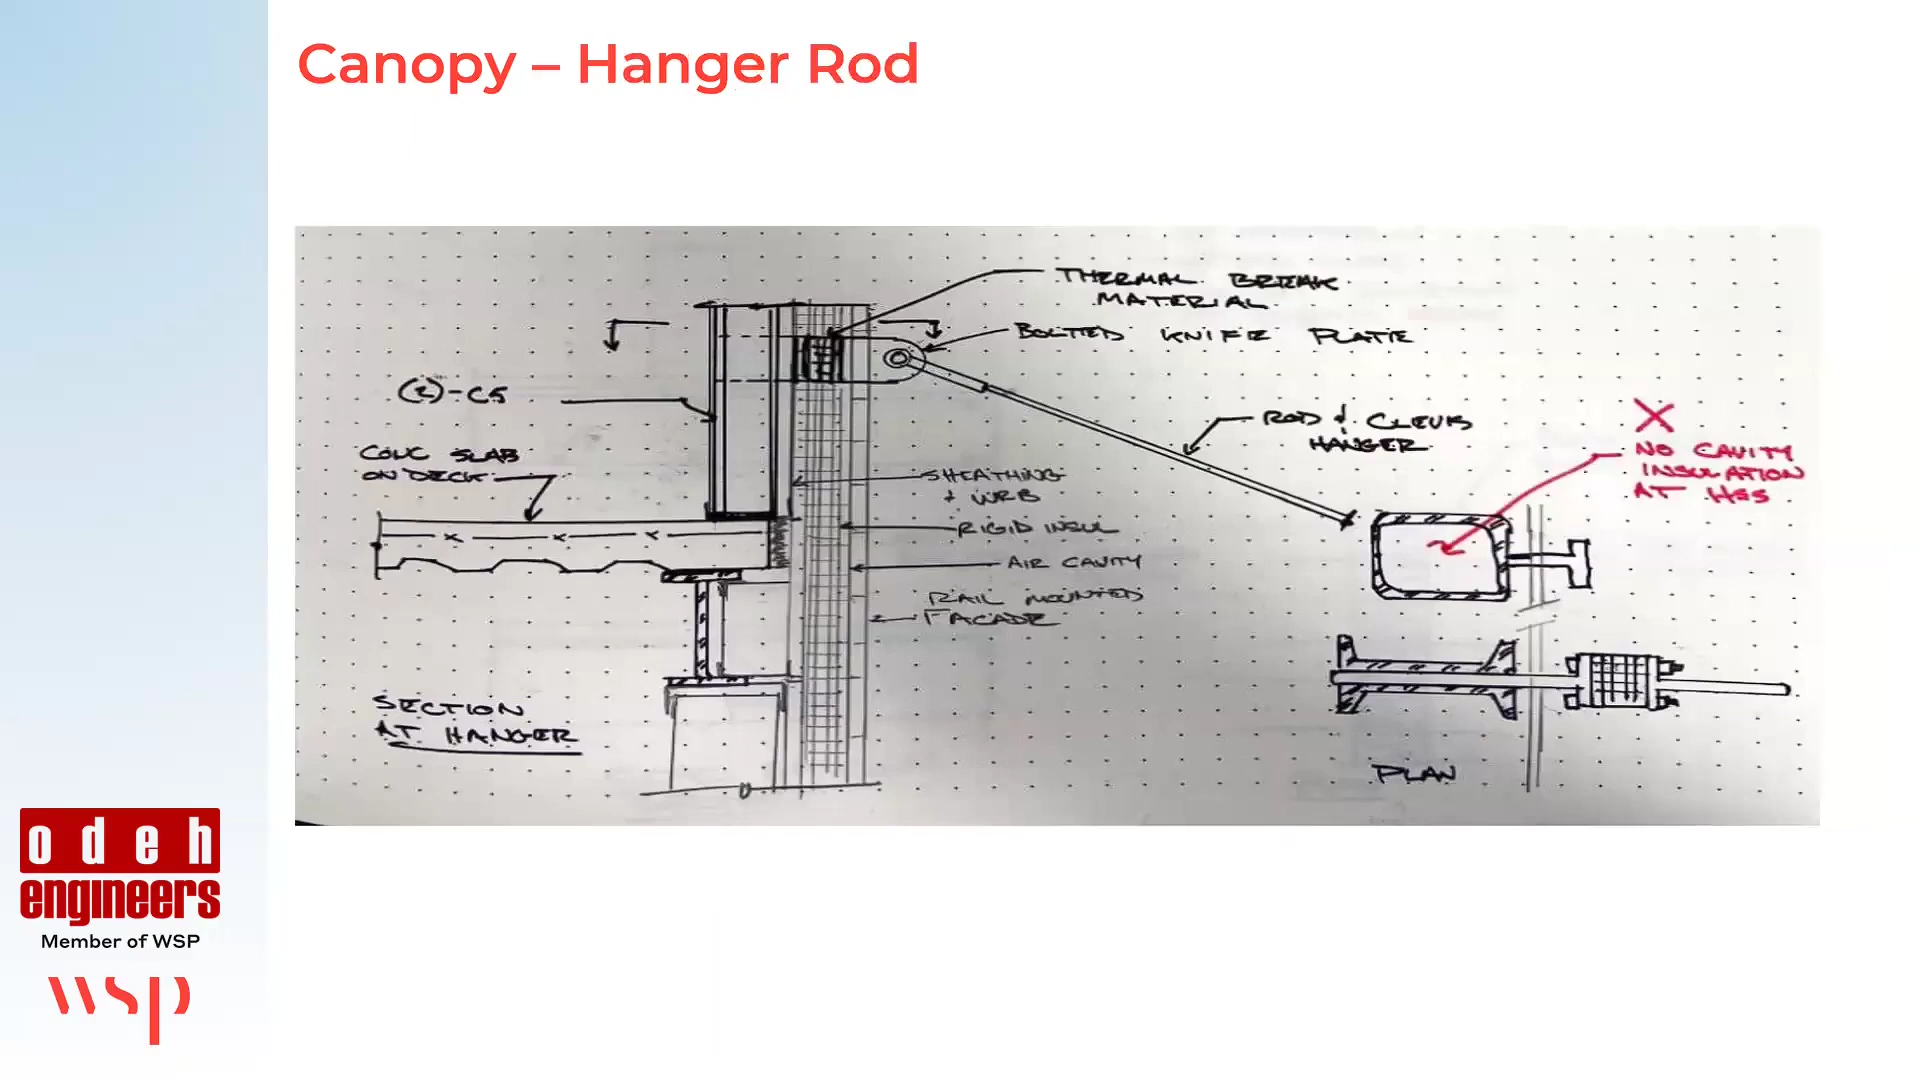 Canopy – Hanger Rod
THERMAL BREAK
MATERIAL
BOLTED KNIFE PLATE
(2)-C5
ROD & CLEVIS
HANGER
X
NO CAVITY
INSULATION
AT HSS
CONC SLAB
ON DECK
SHEATHING
& WRB
RIGID INSUL
AIR CAVITY
RAIL MOUNTED
FACADE
SECTION
AT HANGER
PLAN
odeh
engineers
Member of WSP
wsp